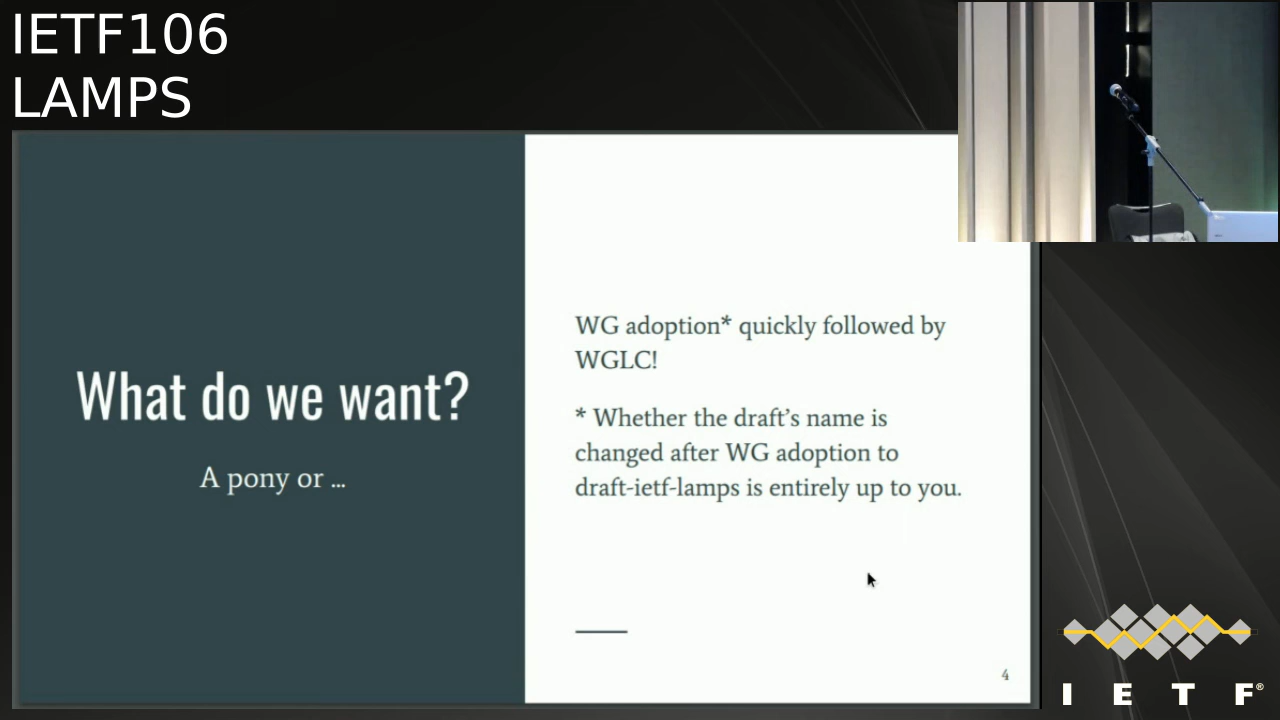 IETF106
LAMPS
What do we want?
A pony or ...
WG adoption* quickly followed by
WGLC!
* Whether the draft's name is
changed after WG adoption to
draft-ietf-lamps is entirely up to you.
4
I E T F®